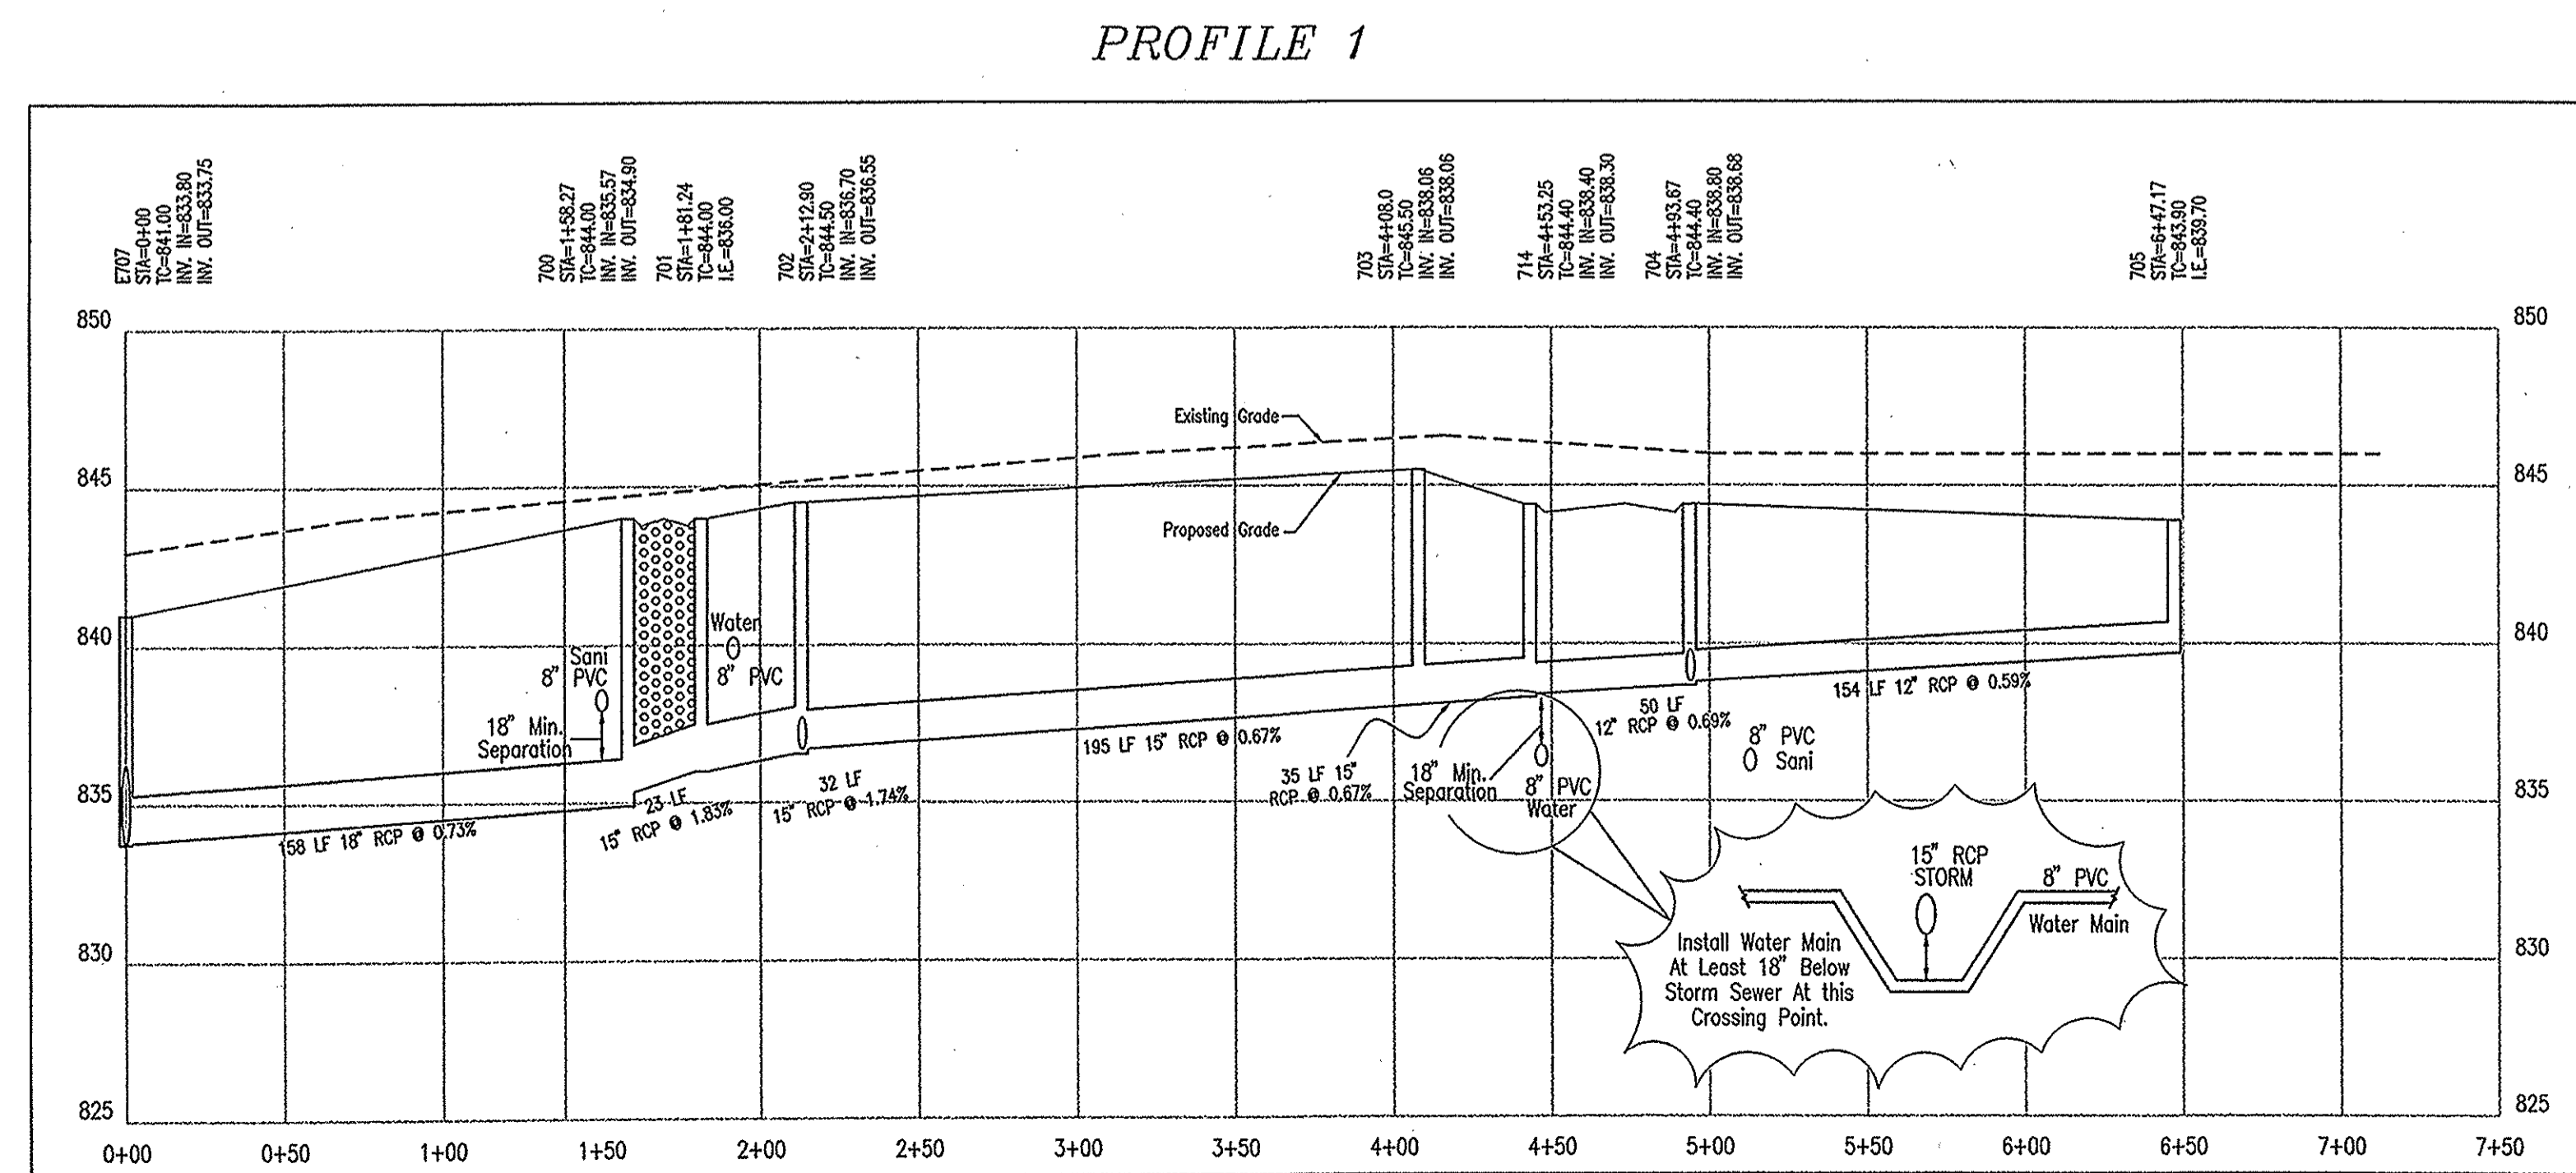 PROFILE 1
E707
STA=0+00
TC=841.00
INV. IN=833.80
INV. OUT=833.75
700
STA=1+58.27
TC=844.00
INV. IN=835.57
INV. OUT=834.90
701
STA=1+81.24
TC=844.00
I.E.=836.00
702
STA=2+12.90
TC=844.50
INV. IN=836.70
INV. OUT=836.55
703
STA=4+08.0
TC=845.50
INV. IN=838.06
INV. OUT=838.06
714
STA=4+53.25
TC=844.40
INV. IN=838.40
INV. OUT=838.30
704
STA=4+93.67
TC=844.40
INV. IN=838.80
INV. OUT=838.68
705
STA=6+47.17
TC=843.90
I.E.=839.70
850
850
Existing Grade
845
845
Proposed Grade
840
840
Water
8" PVC
Sani
8" PVC
18" Min.
Separation
154 LF 12" RCP @ 0.59%
50 LF
12" RCP @ 0.69%
195 LF 15" RCP @ 0.67%
8" PVC
Sani
35 LF 15"
RCP @ 0.67%
18" Min.
Separation
8" PVC
Water
32 LF
15" RCP @ 1.74%
23 LF
15" RCP @ 1.83%
835
835
158 LF 18" RCP @ 0.73%
15" RCP
STORM
8" PVC
Water Main
Install Water Main
At Least 18" Below
Storm Sewer At this
Crossing Point.
830
830
825
825
0+00 0+50 1+00 1+50 2+00 2+50 3+00 3+50 4+00 4+50 5+00 5+50 6+00 6+50 7+00 7+50